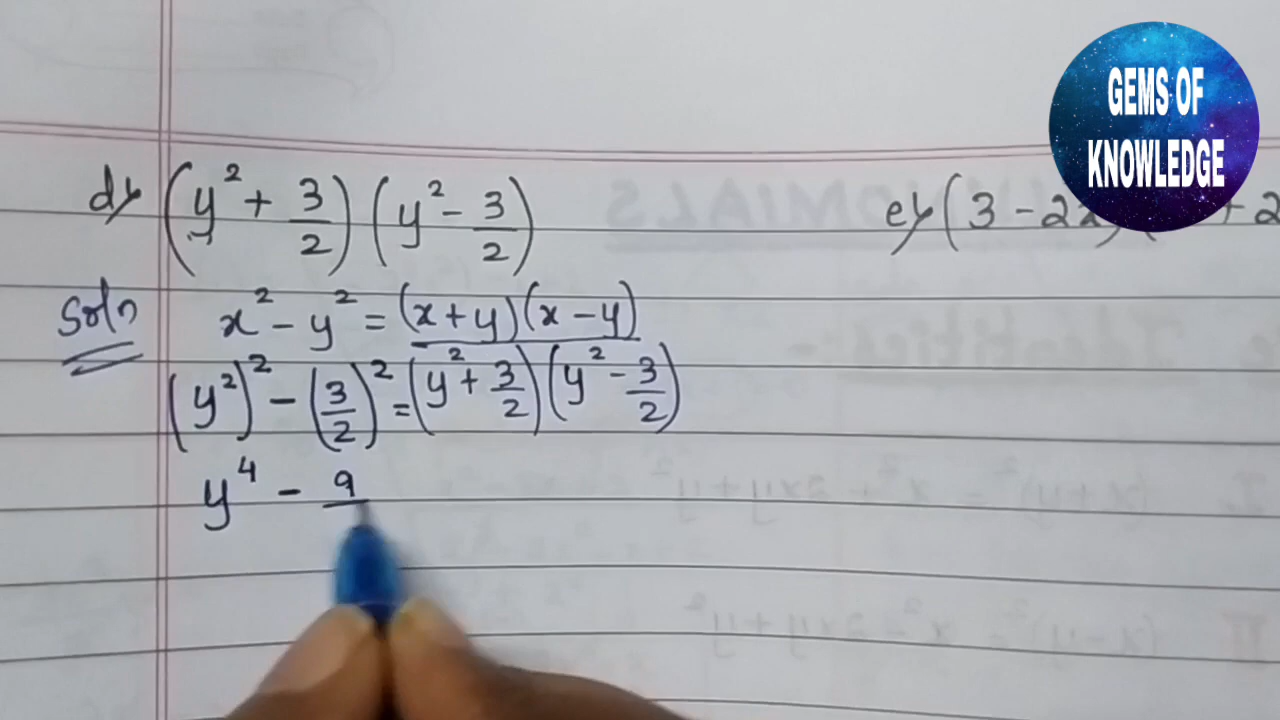 GEMS OF
KNOWLEDGE
d) (y² + 3/2) (y² - 3/2)
e) (3 - 2x) ( + 2
Soln
x² - y² = (x + y)(x - y)
(y²)² - (3/2)² = (y² + 3/2)(y² - 3/2)
y⁴ - 9